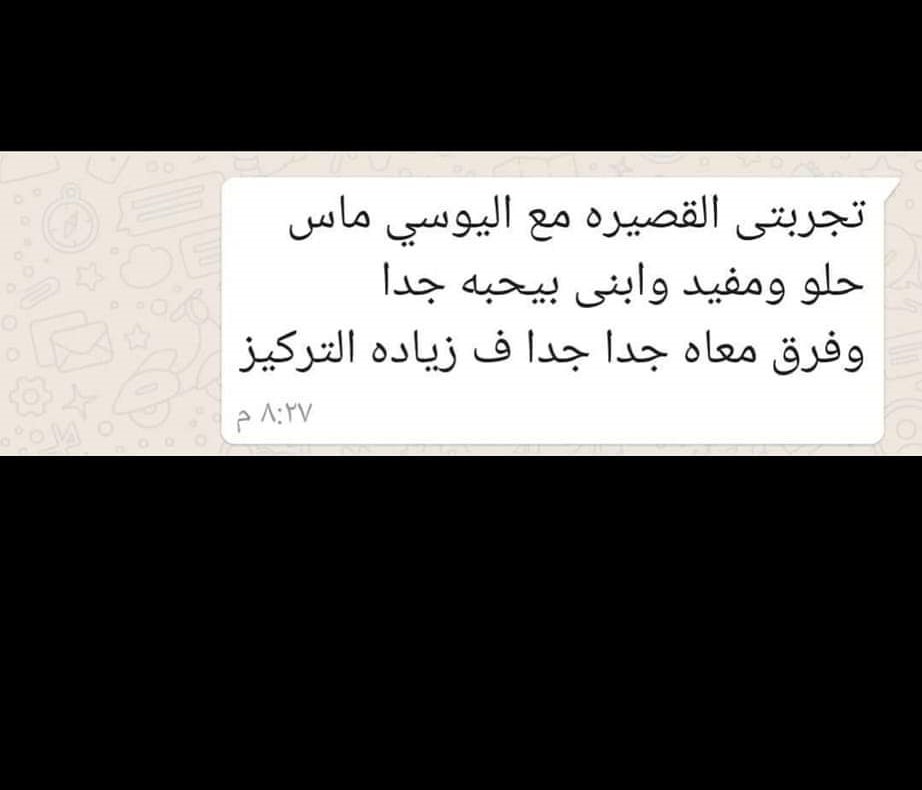 تجربتى القصيره مع اليوسي ماس
حلو ومفيد وابنى بيحبه جدا
وفرق معاه جدا جدا ف زياده التركيز
٨:٢٧ م